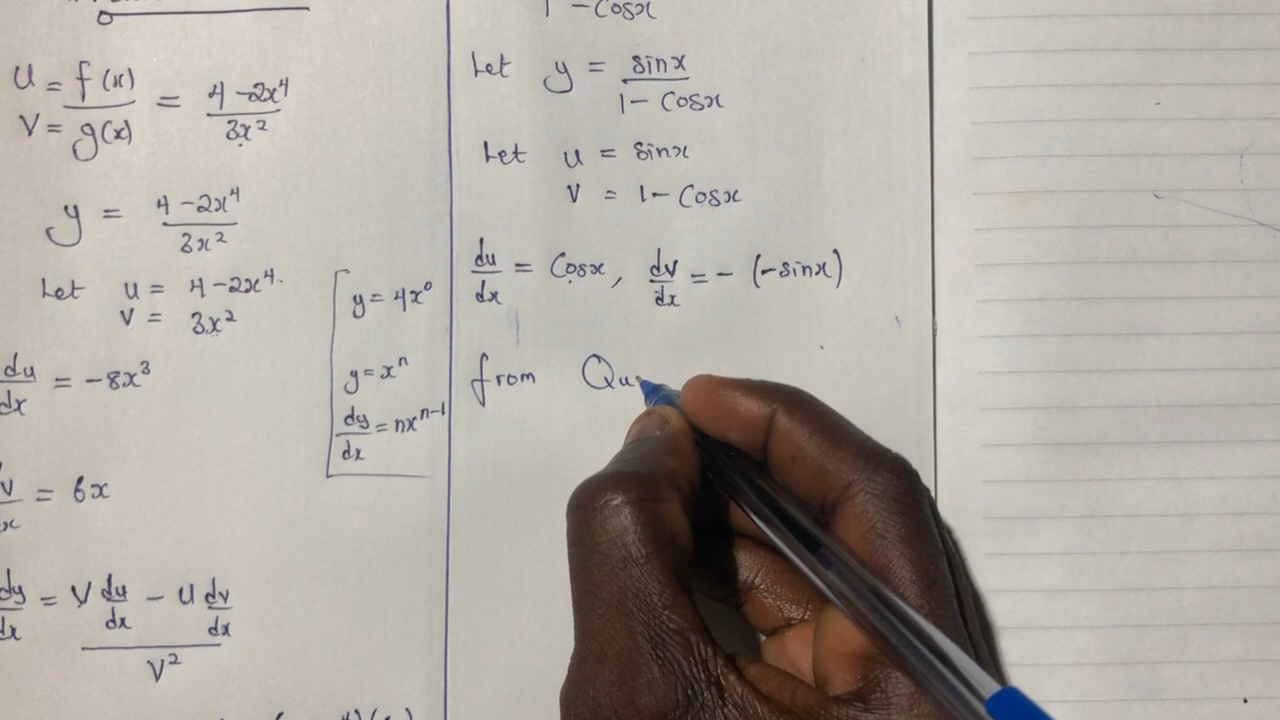 u = f(x)
V = g(x) = 4 - 2x⁴
3x²
y = 4 - 2x⁴
3x²
Let u = 4 - 2x⁴.
V = 3x²
du = -8x³
dx
V = 6x
x
dy = V du - u dv
dx dx dx
V²
y = 4x⁰
y = xⁿ
dy = nxⁿ⁻¹
dx
1 - Cosx
Let y = sinx
1 - Cosx
Let u = sinx
V = 1 - Cosx
du = Cosx, dv = - (-sinx)
dx dx
from Qu